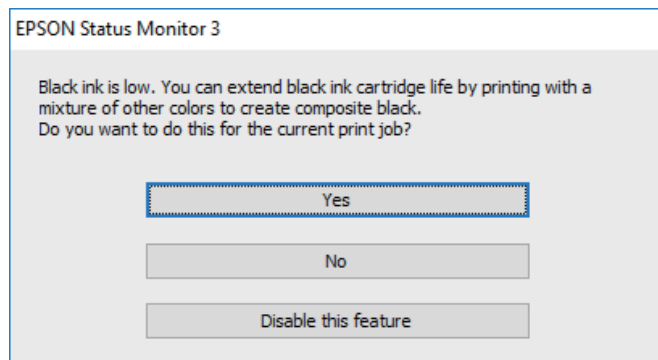 EPSON Status Monitor 3
Black ink is low. You can extend black ink cartridge life by printing with a
mixture of other colors to create composite black.
Do you want to do this for the current print job?
Yes
No
Disable this feature